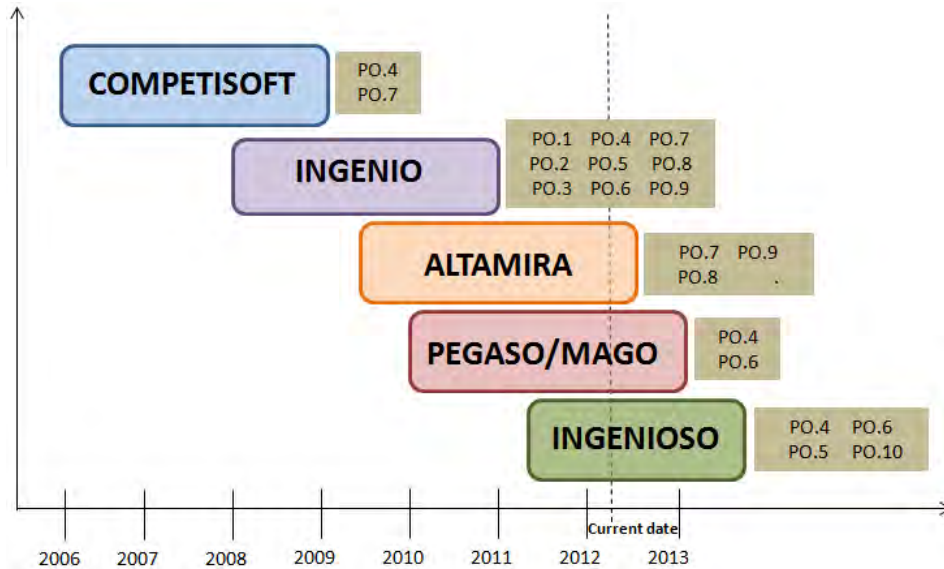 COMPETISOFT
PO.4
PO.7
INGENIO
PO.1 PO.4 PO.7
PO.2 PO.5 PO.8
PO.3 PO.6 PO.9
ALTAMIRA
PO.7 PO.9
PO.8 .
PEGASO/MAGO
PO.4
PO.6
INGENIOSO
PO.4 PO.6
PO.5 PO.10
Current date
2006 2007 2008 2009 2010 2011 2012 2013